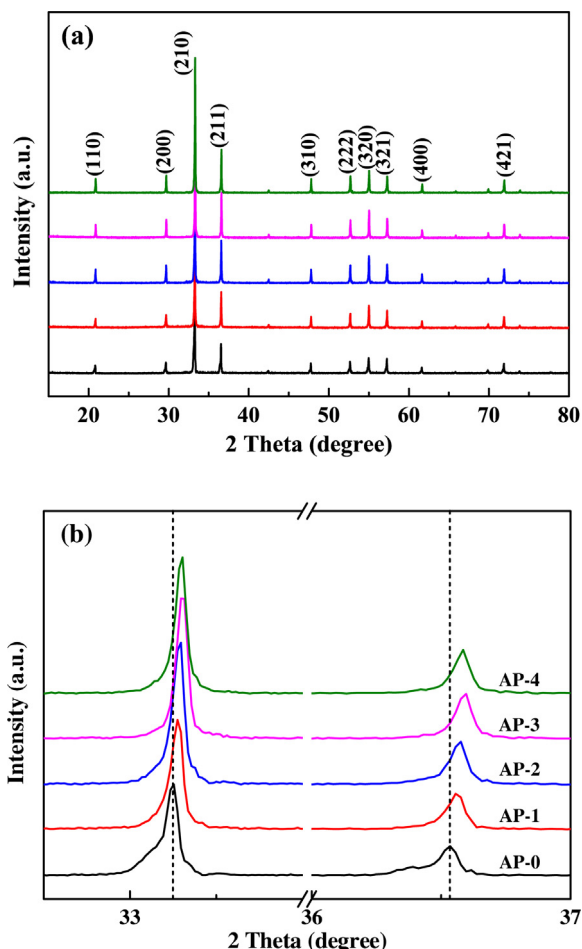 (a)
(210)
(110)
(200)
(211)
(310)
(222)
(320)
(321)
(400)
(421)
Intensity (a.u.)
20 30 40 50 60 70 80
2 Theta (degree)
(b)
AP-4
AP-3
AP-2
AP-1
AP-0
Intensity (a.u.)
33 36 37
2 Theta (degree)